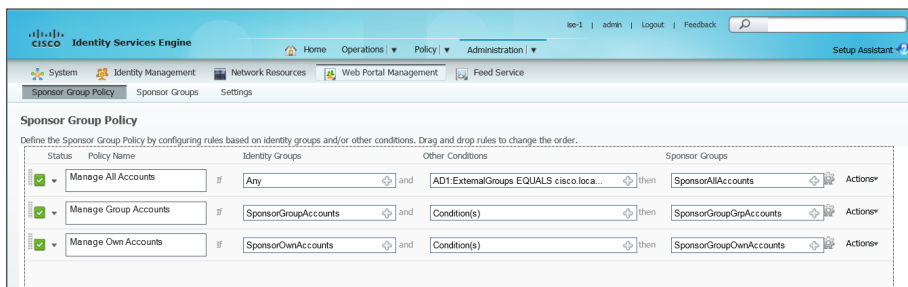 ise-1 | admin | Logout | Feedback
CISCO Identity Services Engine
Home Operations | Policy | Administration | Setup Assistant
System Identity Management Network Resources Web Portal Management Feed Service
Sponsor Group Policy Sponsor Groups Settings
Sponsor Group Policy
Define the Sponsor Group Policy by configuring rules based on identity groups and/or other conditions. Drag and drop rules to change the order.
Status Policy Name Identity Groups Other Conditions Sponsor Groups
Manage All Accounts If Any and AD1:ExternalGroups EQUALS cisco.loca... then SponsorAllAccounts Actions
Manage Group Accounts If SponsorGroupAccounts and Condition(s) then SponsorGroupGrpAccounts Actions
Manage Own Accounts If SponsorOwnAccounts and Condition(s) then SponsorGroupOwnAccounts Actions